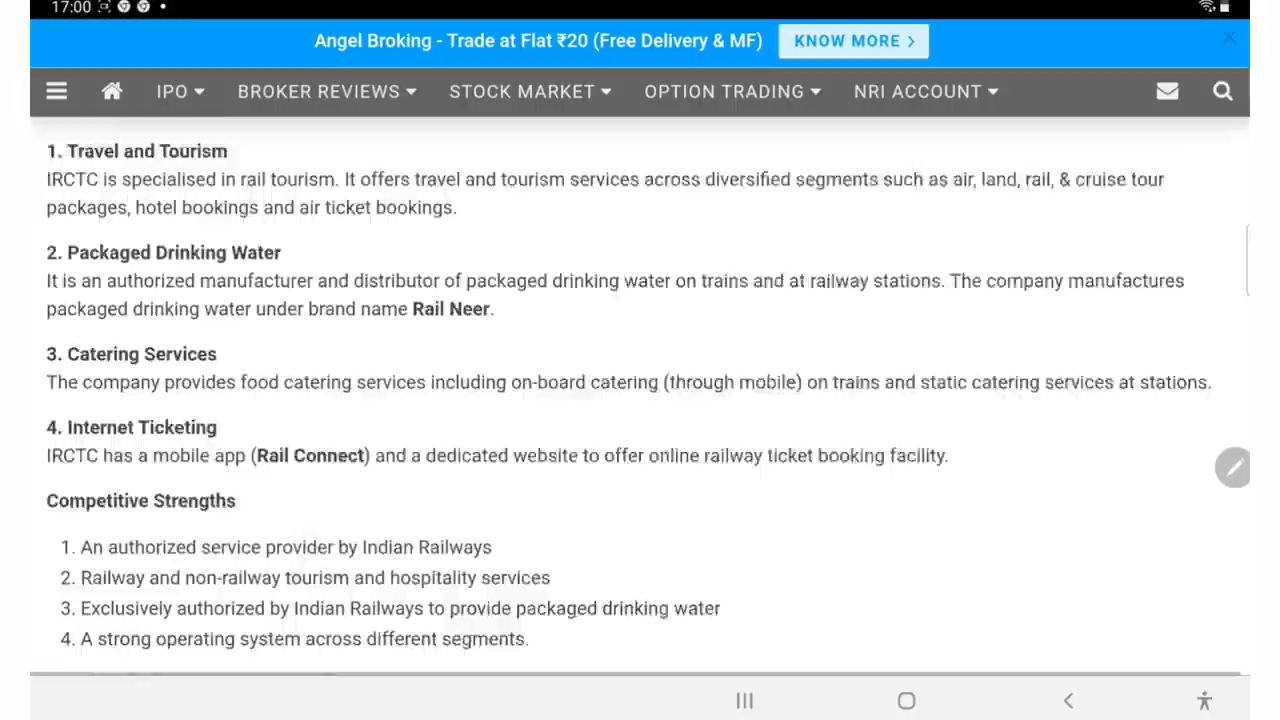 17:00
Angel Broking - Trade at Flat ₹20 (Free Delivery & MF) KNOW MORE >
IPO BROKER REVIEWS STOCK MARKET OPTION TRADING NRI ACCOUNT
1. Travel and Tourism
IRCTC is specialised in rail tourism. It offers travel and tourism services across diversified segments such as air, land, rail, & cruise tour
packages, hotel bookings and air ticket bookings.
2. Packaged Drinking Water
It is an authorized manufacturer and distributor of packaged drinking water on trains and at railway stations. The company manufactures
packaged drinking water under brand name Rail Neer.
3. Catering Services
The company provides food catering services including on-board catering (through mobile) on trains and static catering services at stations.
4. Internet Ticketing
IRCTC has a mobile app (Rail Connect) and a dedicated website to offer online railway ticket booking facility.
Competitive Strengths
1. An authorized service provider by Indian Railways
2. Railway and non-railway tourism and hospitality services
3. Exclusively authorized by Indian Railways to provide packaged drinking water
4. A strong operating system across different segments.